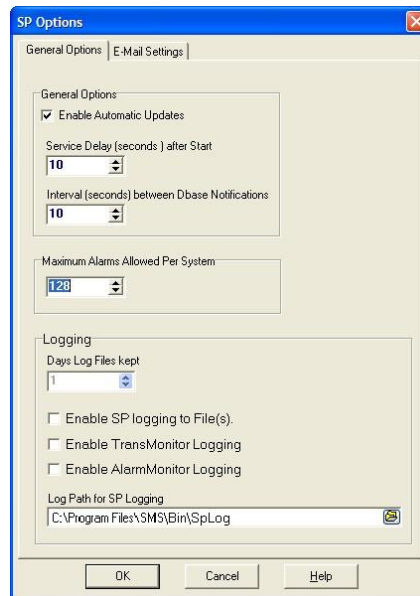 SP Options
General Options
E-Mail Settings
General Options
Enable Automatic Updates
Service Delay (seconds ) after Start
10
Interval (seconds) between Dbase Notifications
10
Maximum Alarms Allowed Per System
128
Logging
Days Log Files kept
1
Enable SP logging to File(s).
Enable TransMonitor Logging
Enable AlarmMonitor Logging
Log Path for SP Logging
C:\Program Files\SMS\Bin\SpLog
OK
Cancel
Help